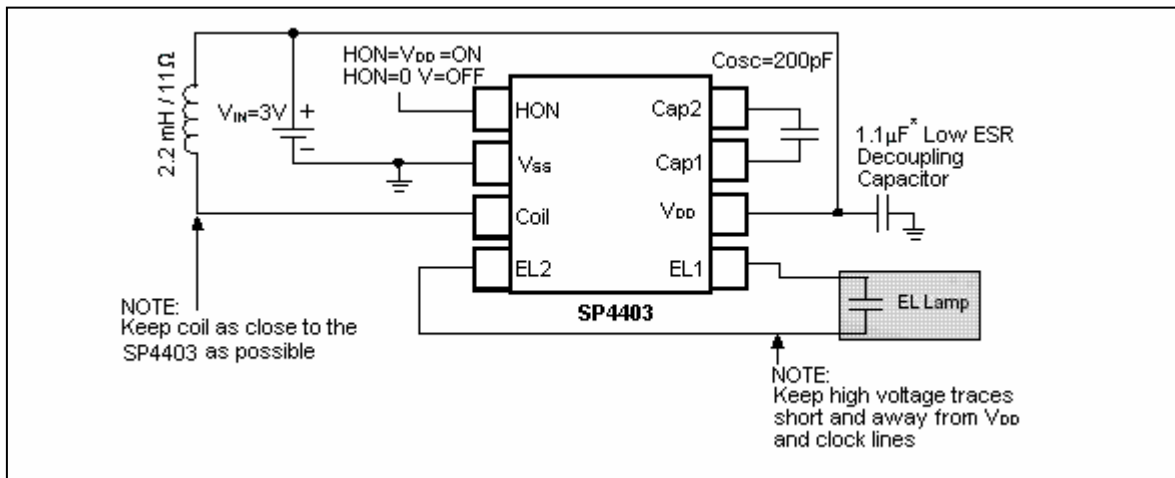 HON=VDD =ON
HON=0 V=OFF
Cosc=200pF
2.2 mH / 11Ω
VIN=3V
+
−
HON
Vss
Coil
EL2
Cap2
Cap1
VDD
EL1
SP4403
1.1µF* Low ESR
Decoupling
Capacitor
EL Lamp
NOTE:
Keep coil as close to the
SP4403 as possible
NOTE:
Keep high voltage traces
short and away from VDD
and clock lines